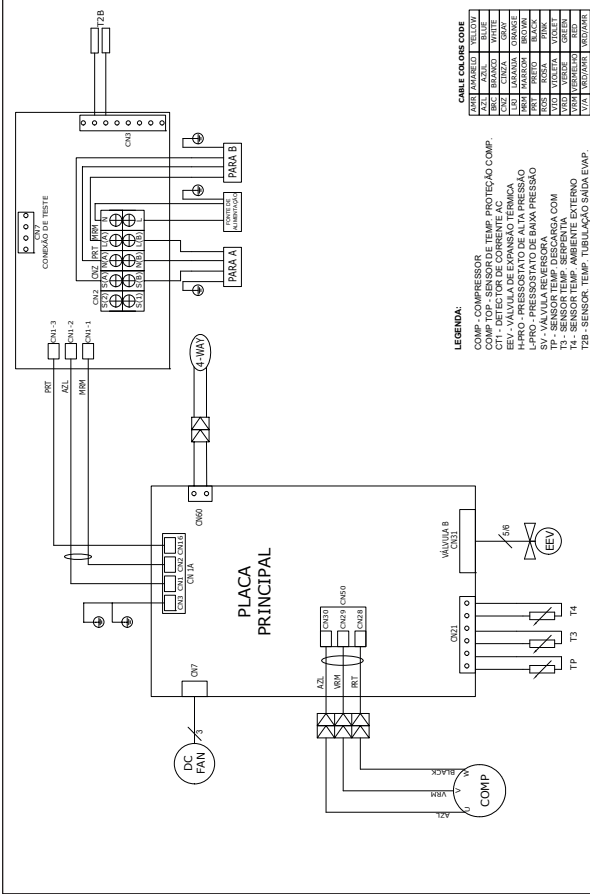 T2B
CN3
CN7
CONEXÃO DE TESTE
CN2
CNZ
PRT
MRM
S(2)
S(A)
N(A)
L(A)
N
S(1)
S(B)
N(B)
L(B)
L
PARA B
FONTE DE
ALIMENTAÇÃO
PARA A
CN1-3
CN1-2
CN1-1
PRT
AZL
MRM
4-WAY
CN60
CN3
CN1
CN2
CN16
CN 1A
PLACA
PRINCIPAL
CN7
3
DC
FAN
CN30
CN29
CN28
CN50
AZL
VRM
PRT
AZL
VRM
BLACK
U
V
W
COMP
VÁLVULA B
CN31
5/6
EEV
CN21
TP
T3
T4
LEGENDA:
COMP - COMPRESSOR
COMP TOP - SENSOR DE TEMP. PROTEÇÃO COMP.
CT1 - DETECTOR DE CORRENTE AC
EEV - VÁLVULA DE EXPANSÃO TÉRMICA
H-PRO - PRESSOSTATO DE ALTA PRESSÃO
L-PRO - PRESSOSTATO DE BAIXA PRESSÃO
SV - VÁLVULA REVERSORA
TP - SENSOR TEMP. DESCARGA COM
T3 - SENSOR TEMP. SERPENTIA
T4 - SENSOR TEMP. AMBIENTE EXTERNO
T2B - SENSOR. TEMP. TUBULAÇÃO SAÍDA EVAP.
CABLE COLORS CODE
AMR AMARELO YELLOW
AZL AZUL BLUE
BRC BRANCO WHITE
CNZ CINZA GRAY
LRJ LARANJA ORANGE
MRM MARROM BROWN
PRT PRETO BLACK
ROS ROSA PINK
VIO VIOLETA VIOLET
VRD VERDE GREEN
VRM VERMELHO RED
V/A VRD/AMR VRD/AMR